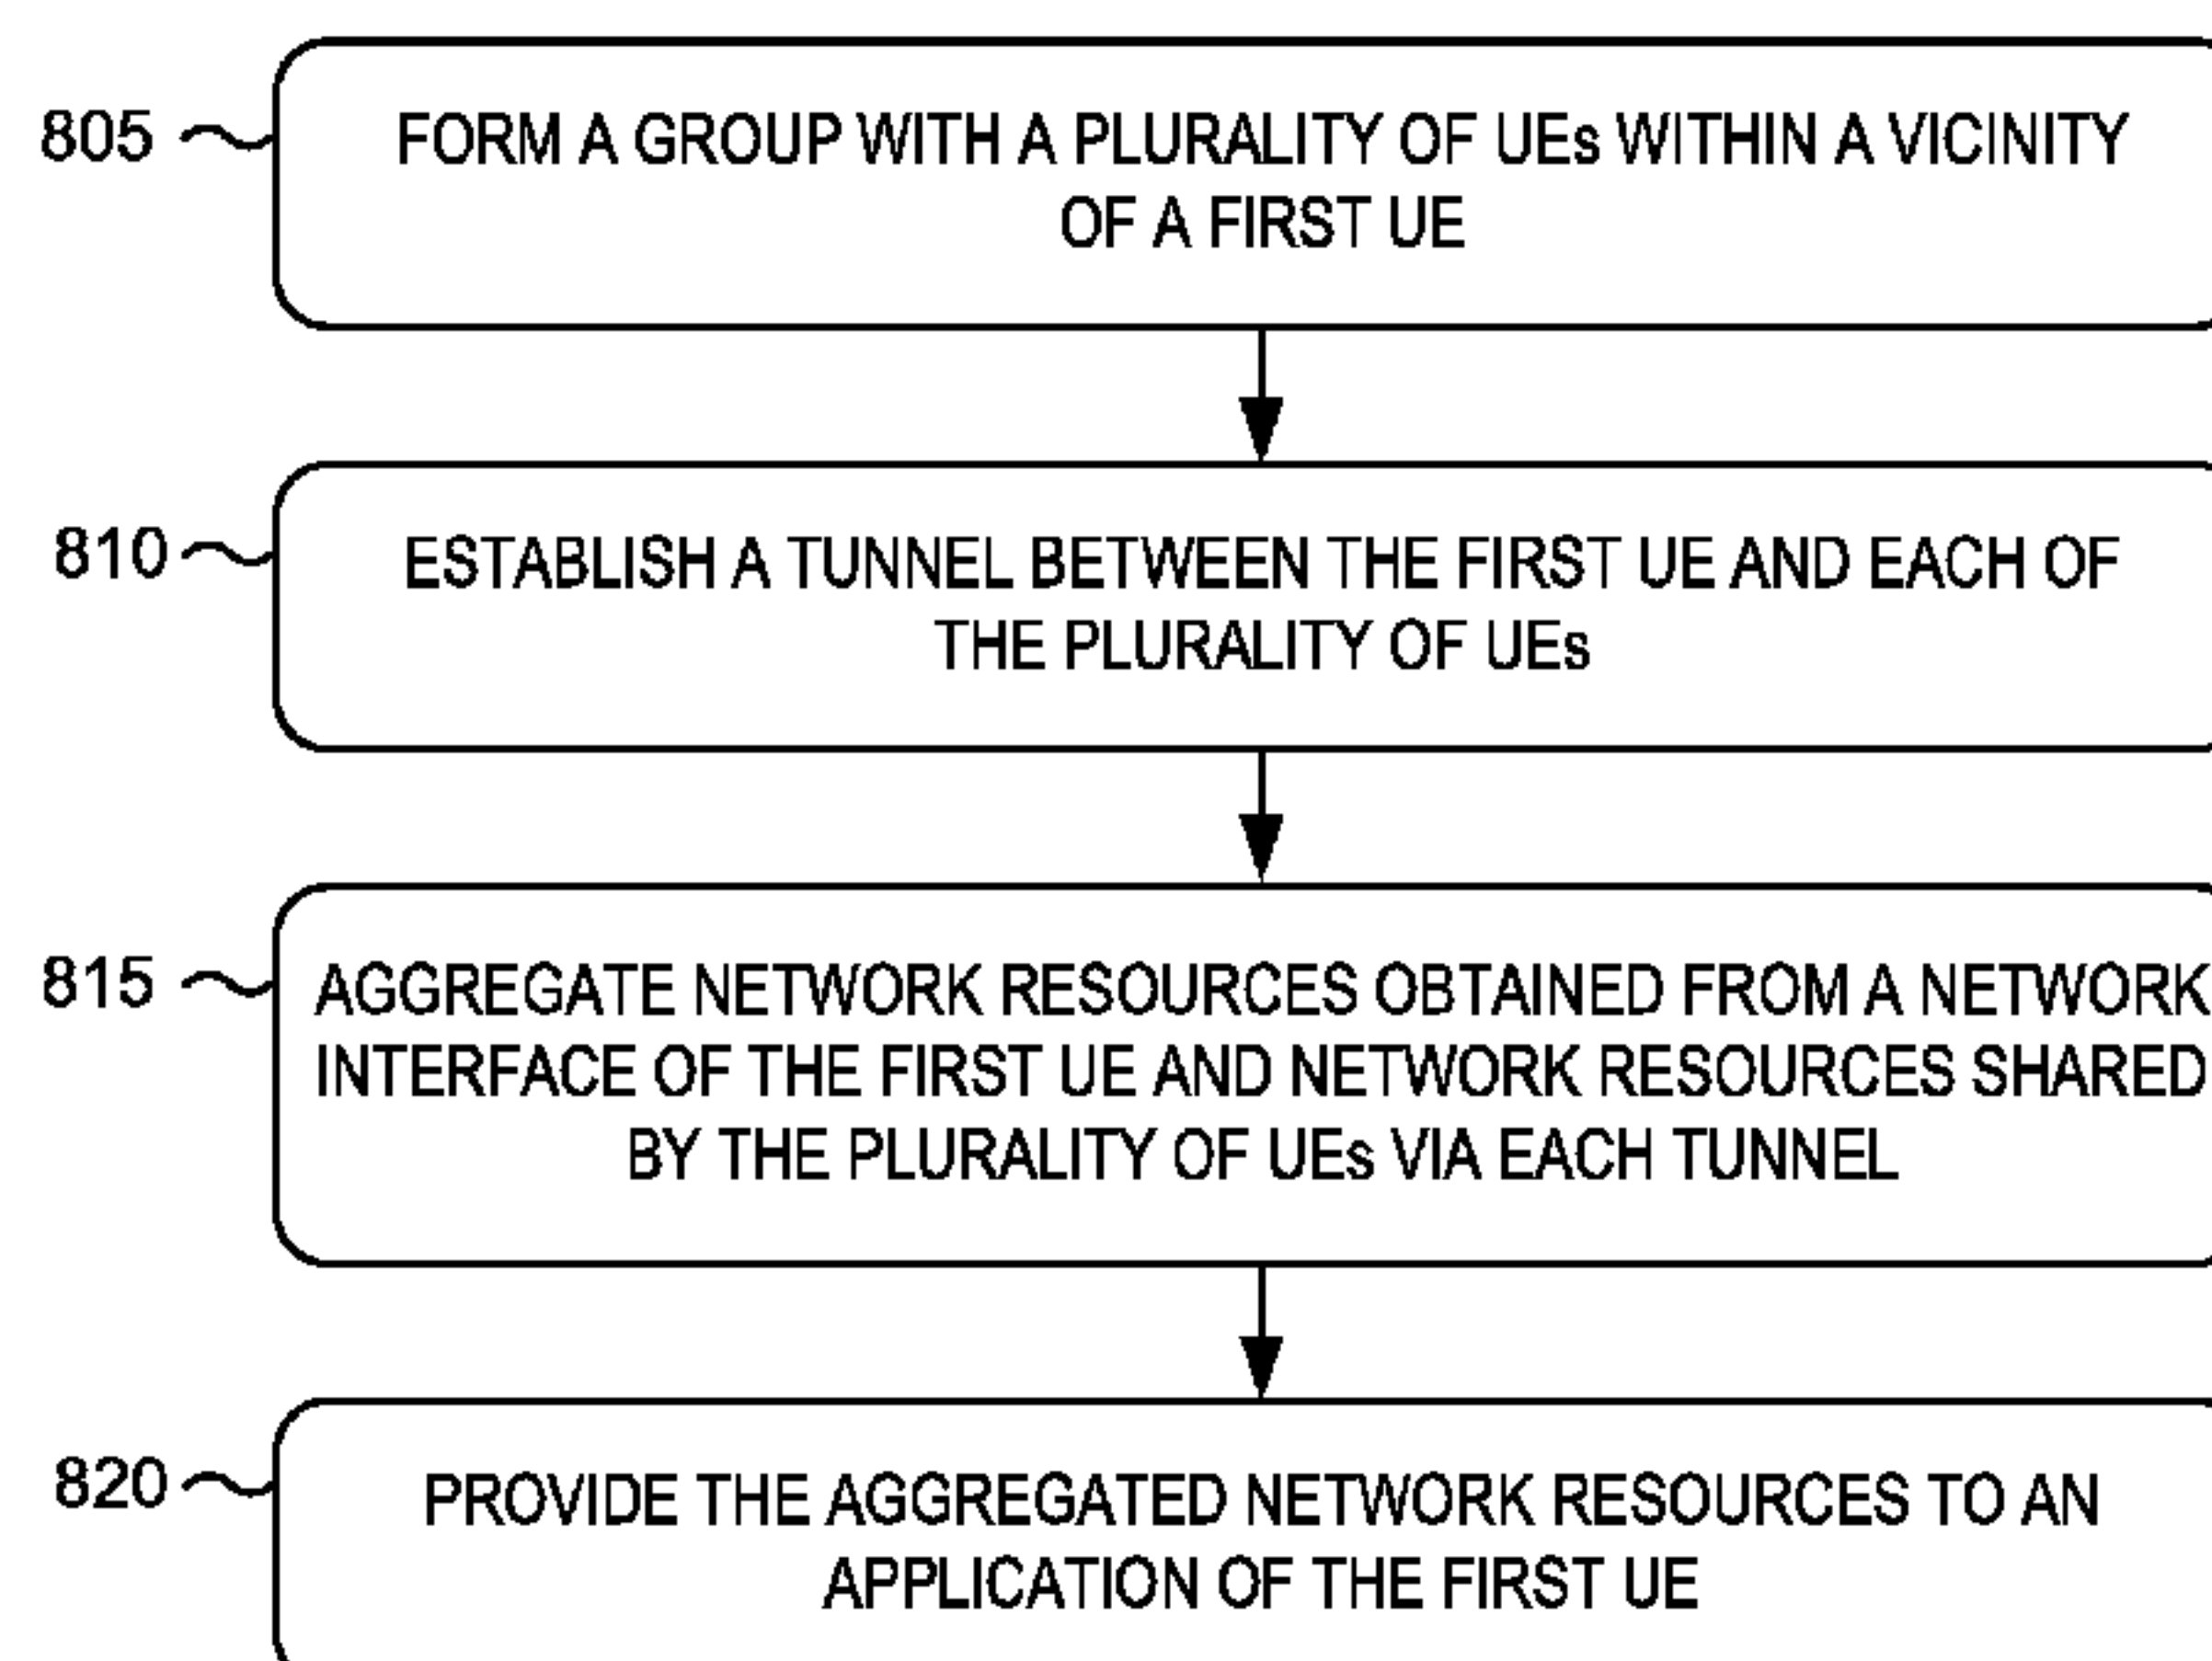 805
FORM A GROUP WITH A PLURALITY OF UEs WITHIN A VICINITY
OF A FIRST UE
810
ESTABLISH A TUNNEL BETWEEN THE FIRST UE AND EACH OF
THE PLURALITY OF UEs
815
AGGREGATE NETWORK RESOURCES OBTAINED FROM A NETWORK
INTERFACE OF THE FIRST UE AND NETWORK RESOURCES SHARED
BY THE PLURALITY OF UEs VIA EACH TUNNEL
820
PROVIDE THE AGGREGATED NETWORK RESOURCES TO AN
APPLICATION OF THE FIRST UE